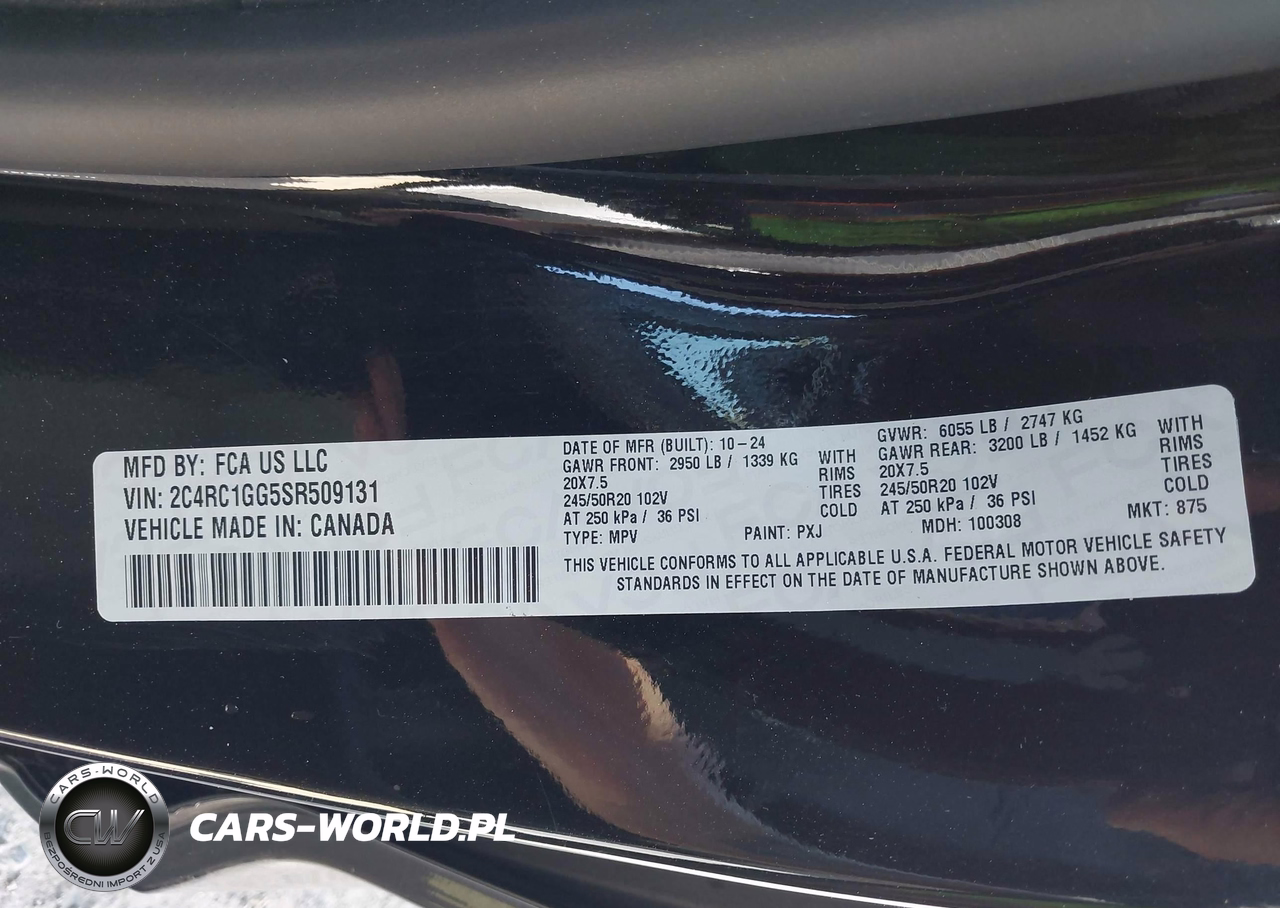 MFD BY: FCA US LLC
VIN: 2C4RC1GG5SR509131
VEHICLE MADE IN: CANADA
DATE OF MFR (BUILT): 10-24
GAWR FRONT: 2950 LB / 1339 KG WITH
20X7.5 RIMS
245/50R20 102V TIRES
AT 250 kPa / 36 PSI COLD
TYPE: MPV PAINT: PXJ
GVWR: 6055 LB / 2747 KG
GAWR REAR: 3200 LB / 1452 KG WITH
20X7.5 RIMS
245/50R20 102V TIRES
AT 250 kPa / 36 PSI COLD
MDH: 100308 MKT: 875
THIS VEHICLE CONFORMS TO ALL APPLICABLE U.S.A. FEDERAL MOTOR VEHICLE SAFETY
STANDARDS IN EFFECT ON THE DATE OF MANUFACTURE SHOWN ABOVE.
CARS-WORLD
CW
BEZPOŚREDNI IMPORT Z USA
CARS-WORLD.PL